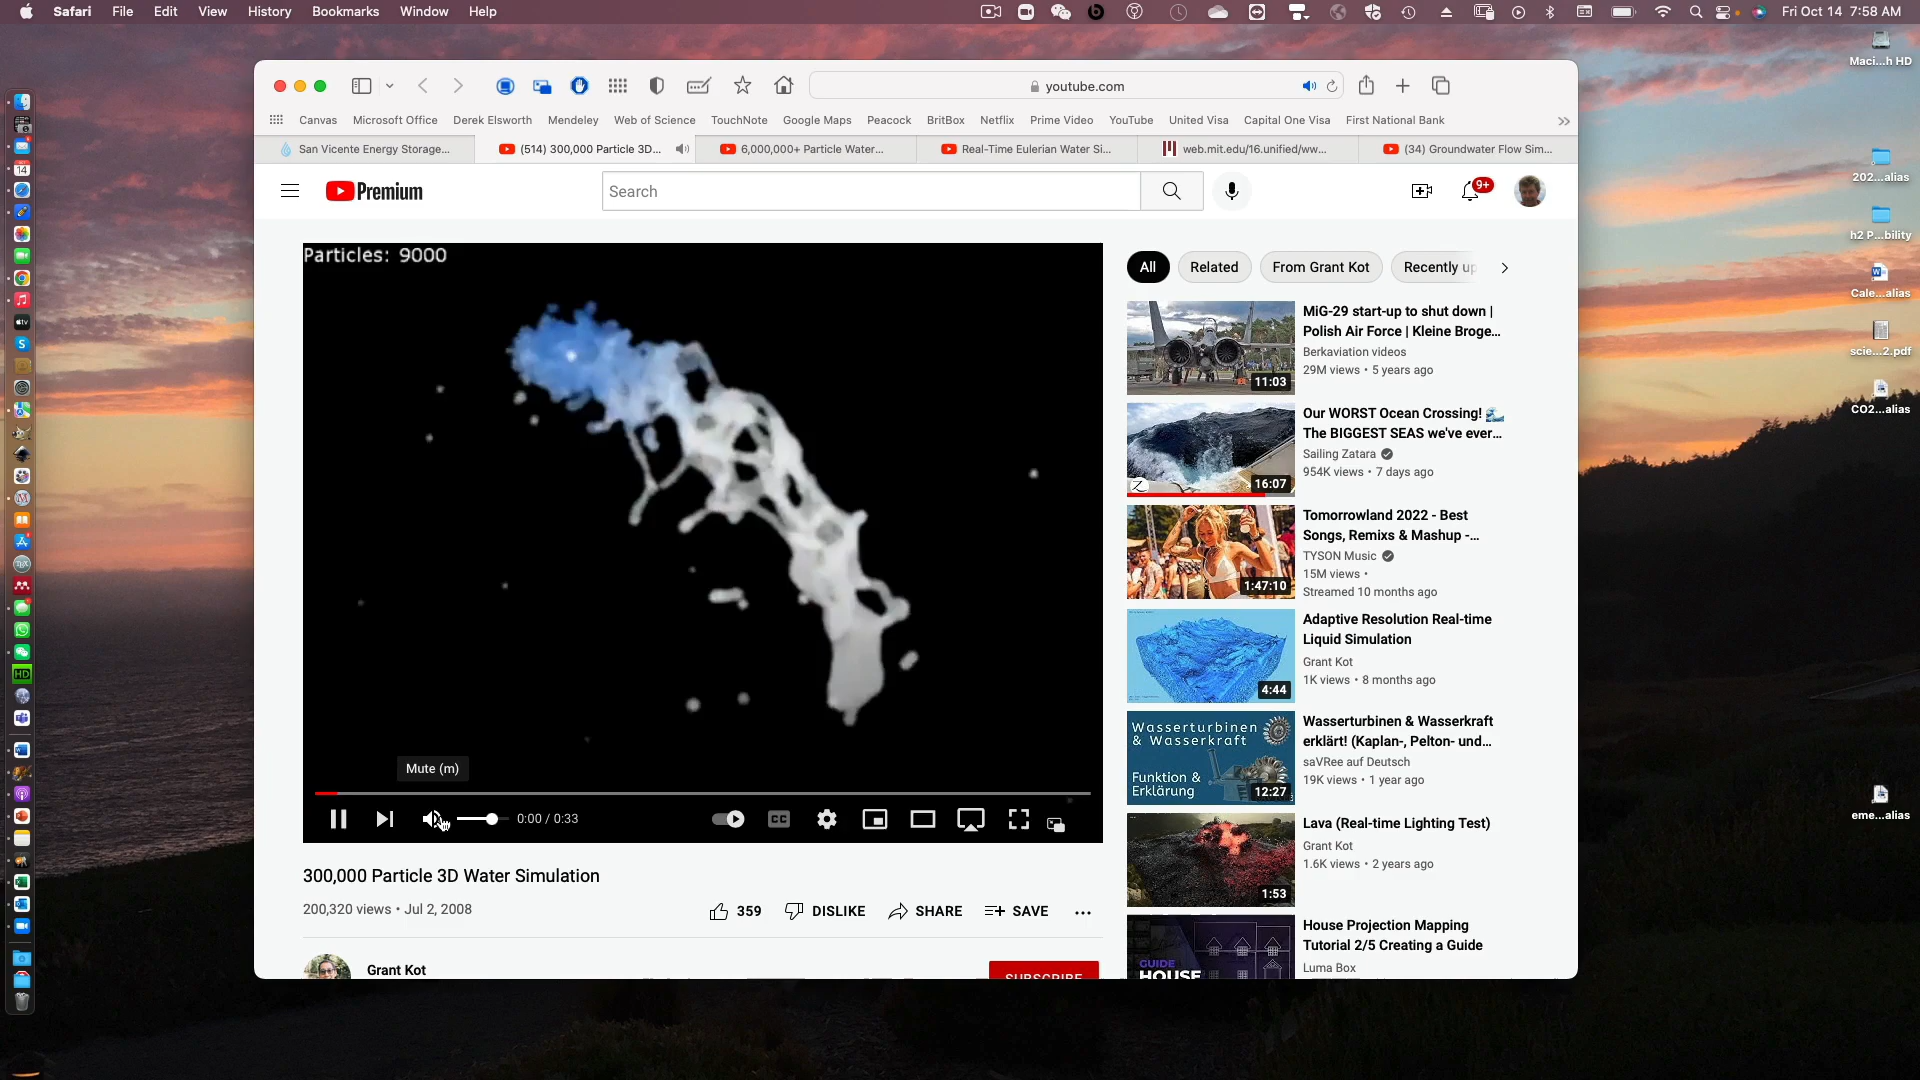 Safari File Edit View History Bookmarks Window Help
Fri Oct 14 7:58 AM
Maci...h HD
youtube.com
Canvas Microsoft Office Derek Elsworth Mendeley Web of Science TouchNote Google Maps Peacock BritBox Netflix Prime Video YouTube United Visa Capital One Visa First National Bank
San Vicente Energy Storage...
(514) 300,000 Particle 3D...
6,000,000+ Particle Water...
Real-Time Eulerian Water Si...
web.mit.edu/16.unified/ww...
(34) Groundwater Flow Sim...
Premium
Search
9+
202...alias
h2 P...bility
Cale...alias
scie...2.pdf
CO2...alias
eme...alias
Particles: 9000
Mute (m)
0:00 / 0:33
CC
300,000 Particle 3D Water Simulation
200,320 views • Jul 2, 2008
359 DISLIKE SHARE SAVE
Grant Kot
SUBSCRIBE
All Related From Grant Kot Recently up
MiG-29 start-up to shut down |
Polish Air Force | Kleine Broge...
Berkaviation videos
29M views • 5 years ago
11:03
Our WORST Ocean Crossing! 🌊
The BIGGEST SEAS we've ever...
Sailing Zatara
954K views • 7 days ago
16:07
Tomorrowland 2022 - Best
Songs, Remixs & Mashup -...
TYSON Music
15M views •
Streamed 10 months ago
1:47:10
Adaptive Resolution Real-time
Liquid Simulation
Grant Kot
1K views • 8 months ago
4:44
Wasserturbinen
& Wasserkraft
Funktion &
Erklärung
12:27
Wasserturbinen & Wasserkraft
erklärt! (Kaplan-, Pelton- und...
saVRee auf Deutsch
19K views • 1 year ago
Lava (Real-time Lighting Test)
Grant Kot
1.6K views • 2 years ago
1:53
GUIDE
HOUSE
House Projection Mapping
Tutorial 2/5 Creating a Guide
Luma Box
14
tv
HD